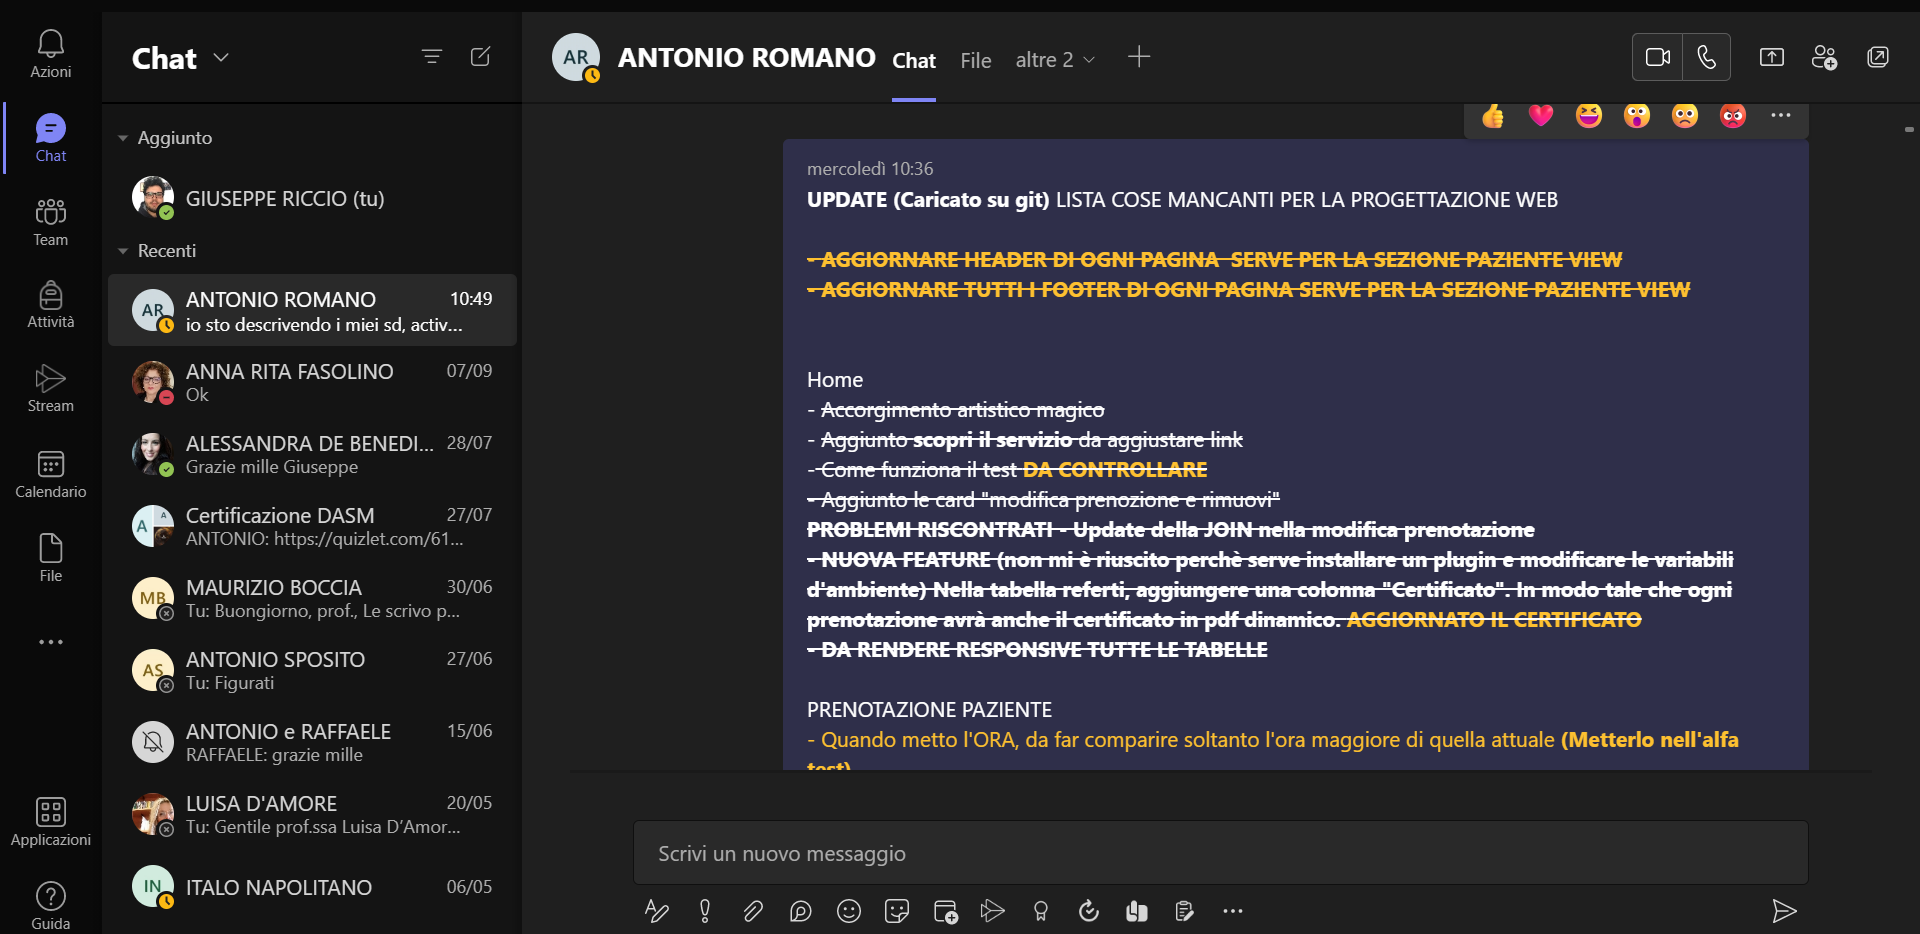 Azioni
Chat
Team
Attività
Stream
Calendario
File
Applicazioni
Guida
Chat
Aggiunto
GIUSEPPE RICCIO (tu)
Recenti
AR
ANTONIO ROMANO 10:49
io sto descrivendo i miei sd, activ...
ANNA RITA FASOLINO 07/09
Ok
ALESSANDRA DE BENEDI... 28/07
Grazie mille Giuseppe
A A
Certificazione DASM 27/07
ANTONIO: https://quizlet.com/61...
MB
MAURIZIO BOCCIA 30/06
Tu: Buongiorno, prof., Le scrivo p...
AS
ANTONIO SPOSITO 27/06
Tu: Figurati
ANTONIO e RAFFAELE 15/06
RAFFAELE: grazie mille
LUISA D'AMORE 20/05
Tu: Gentile prof.ssa Luisa D'Amor...
IN
ITALO NAPOLITANO 06/05
AR ANTONIO ROMANO Chat File altre 2
mercoledì 10:36
UPDATE (Caricato su git) LISTA COSE MANCANTI PER LA PROGETTAZIONE WEB
- AGGIORNARE HEADER DI OGNI PAGINA  SERVE PER LA SEZIONE PAZIENTE VIEW
- AGGIORNARE TUTTI I FOOTER DI OGNI PAGINA SERVE PER LA SEZIONE PAZIENTE VIEW
Home
- Accorgimento artistico magico
- Aggiunto scopri il servizio da aggiustare link
- Come funziona il test DA CONTROLLARE
- Aggiunto le card "modifica prenozione e rimuovi"
PROBLEMI RISCONTRATI - Update della JOIN nella modifica prenotazione
- NUOVA FEATURE (non mi è riuscito perchè serve installare un plugin e modificare le variabili
d'ambiente) Nella tabella referti, aggiungere una colonna "Certificato". In modo tale che ogni
prenotazione avrà anche il certificato in pdf dinamico. AGGIORNATO IL CERTIFICATO
- DA RENDERE RESPONSIVE TUTTE LE TABELLE
PRENOTAZIONE PAZIENTE
- Quando metto l'ORA, da far comparire soltanto l'ora maggiore di quella attuale (Metterlo nell'alfa
test)
Scrivi un nuovo messaggio